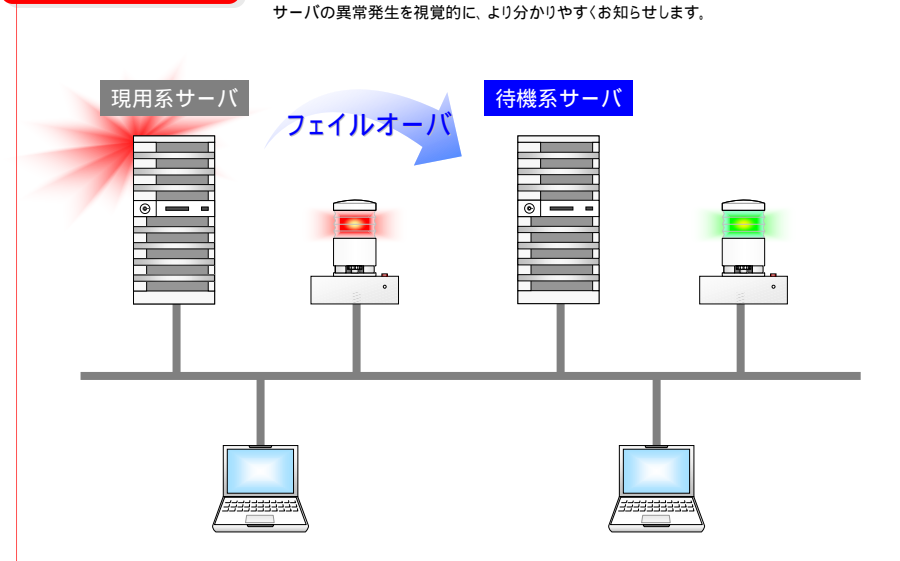 サーバの異常発生を視覚的に、より分かりやすくお知らせします。
現用系サーバ
フェイルオーバ
待機系サーバ